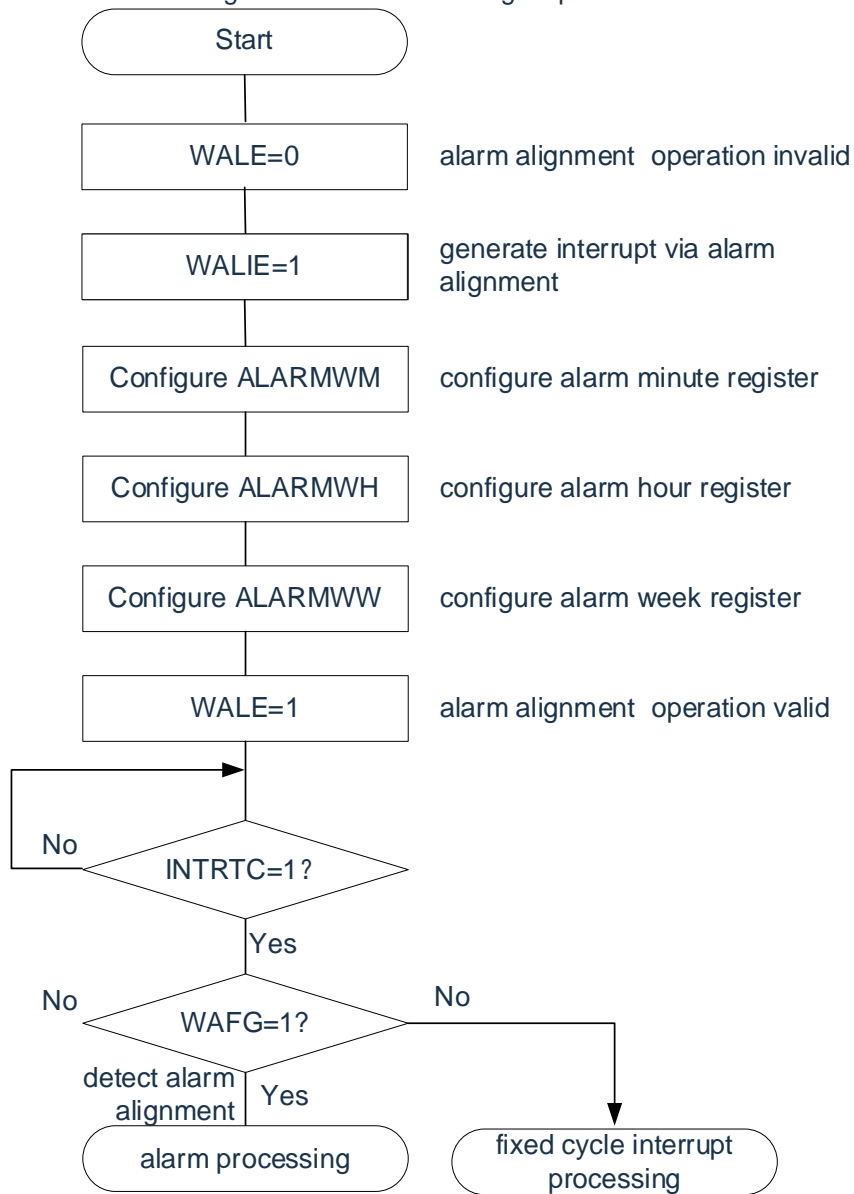 Start
WALE=0
alarm alignment operation invalid
WALIE=1
generate interrupt via alarm
alignment
Configure ALARMWM
configure alarm minute register
Configure ALARMWH
configure alarm hour register
Configure ALARMWW
configure alarm week register
WALE=1
alarm alignment operation valid
No
INTRTC=1?
Yes
No
WAFG=1?
No
detect alarm
alignment
Yes
alarm processing
fixed cycle interrupt
processing